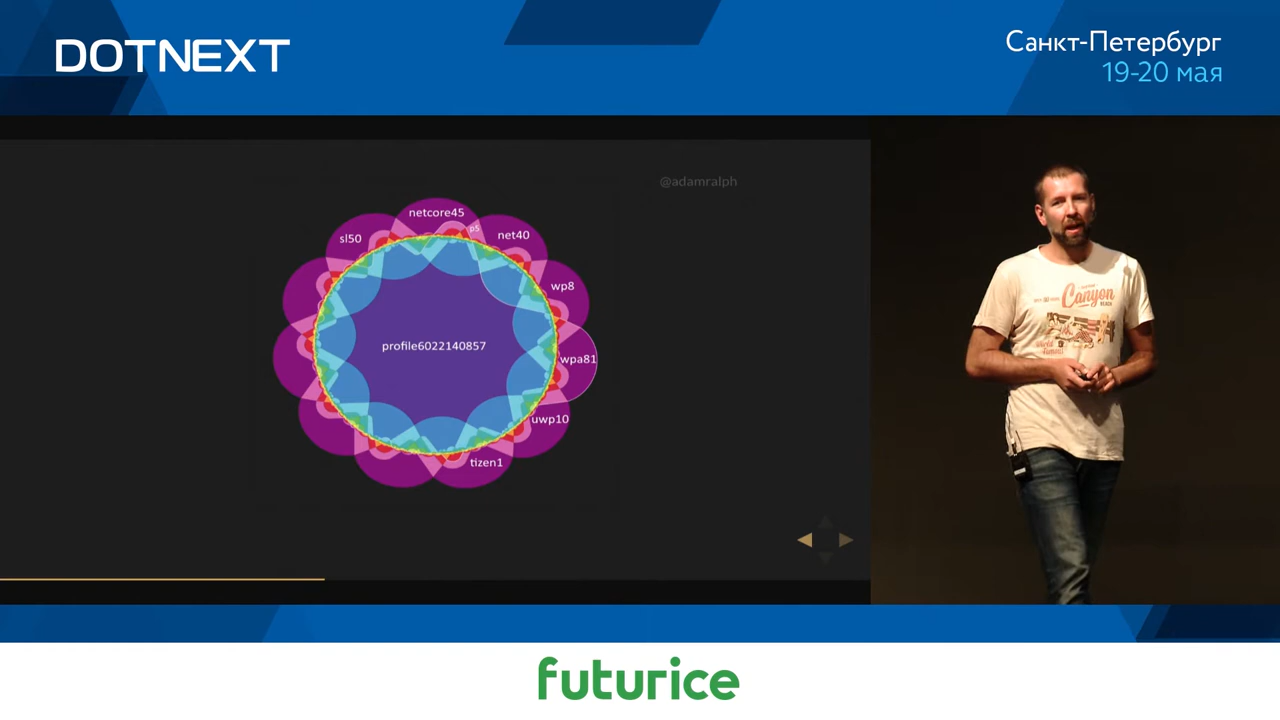 DOTNEXT
Санкт-Петербург
19-20 мая
@adamralph
netcore45
p5
sl50
net40
wp8
profile6022140857
wpa81
uwp10
tizen1
Canyon
futurice